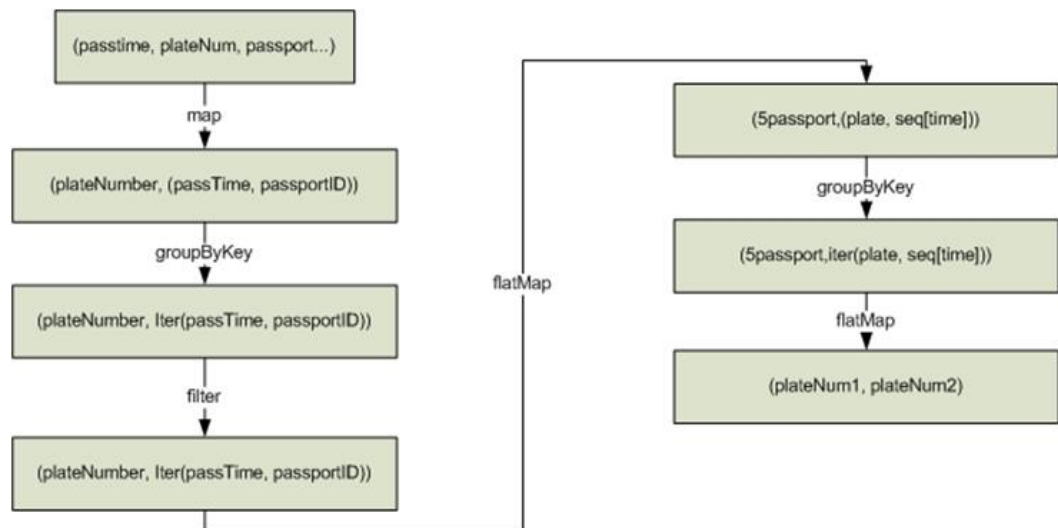 (passtime, plateNum, passport...)
map
(plateNumber, (passTime, passportID))
groupByKey
(plateNumber, Iter(passTime, passportID))
filter
(plateNumber, Iter(passTime, passportID))
flatMap
(5passport,(plate, seq[time]))
groupByKey
(5passport,iter(plate, seq[time]))
flatMap
(plateNum1, plateNum2)